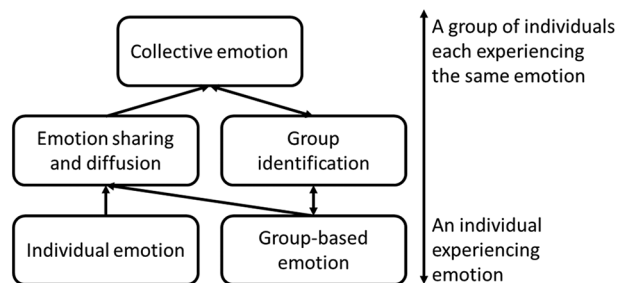 Collective emotion
A group of individuals
each experiencing
the same emotion
Emotion sharing
and diffusion
Group
identification
Individual emotion
Group-based
emotion
An individual
experiencing
emotion